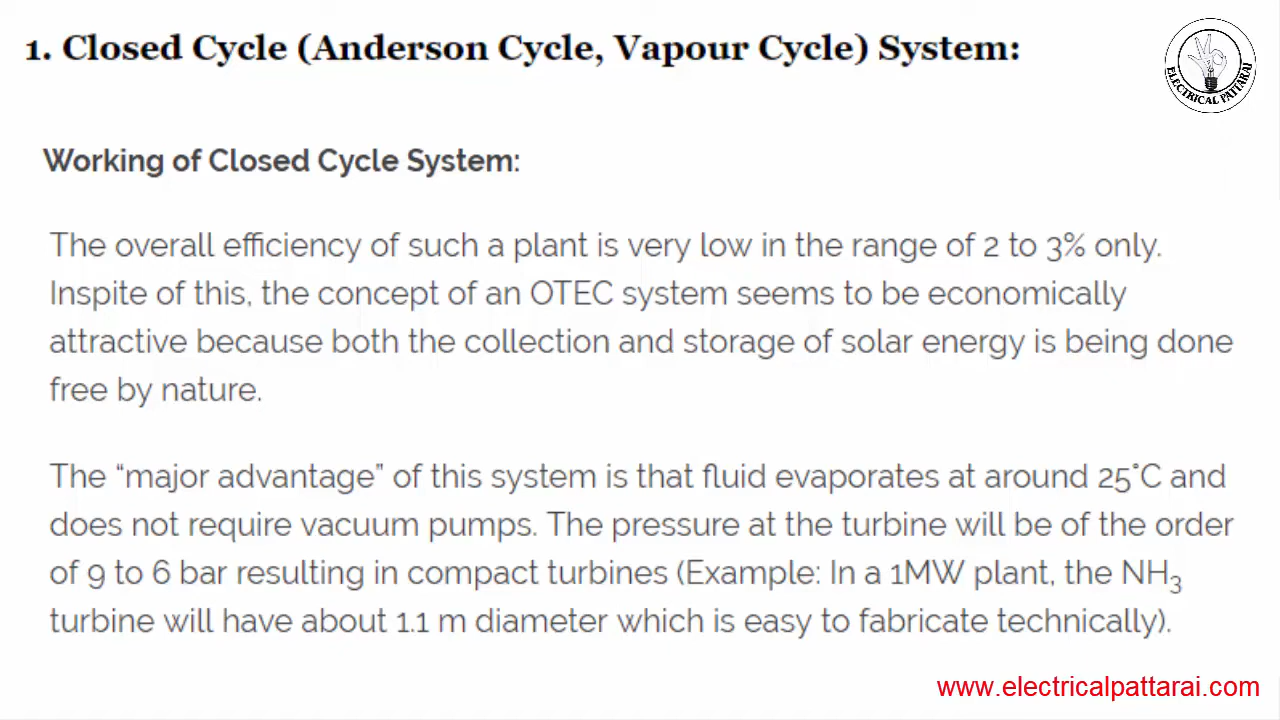 1. Closed Cycle (Anderson Cycle, Vapour Cycle) System:
ELECTRICAL PATTARAI
Working of Closed Cycle System:
The overall efficiency of such a plant is very low in the range of 2 to 3% only.
Inspite of this, the concept of an OTEC system seems to be economically
attractive because both the collection and storage of solar energy is being done
free by nature.
The “major advantage” of this system is that fluid evaporates at around 25°C and
does not require vacuum pumps. The pressure at the turbine will be of the order
of 9 to 6 bar resulting in compact turbines (Example: In a 1MW plant, the NH₃
turbine will have about 1.1 m diameter which is easy to fabricate technically).
www.electricalpattarai.com